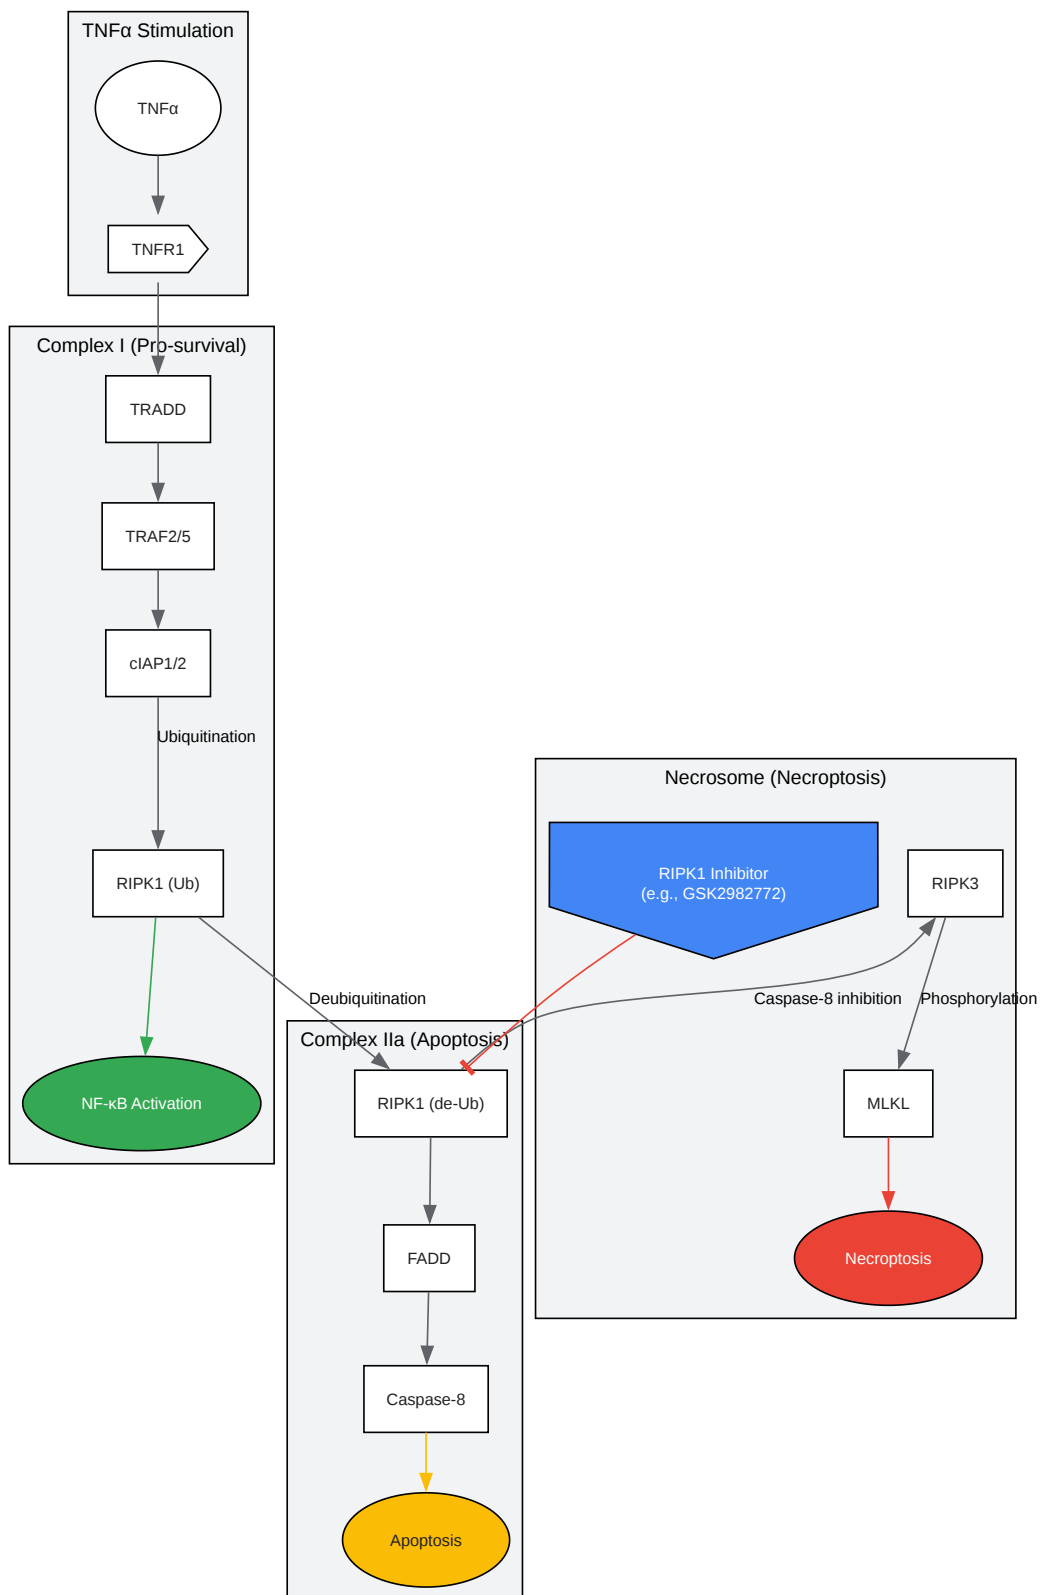 TNFα Stimulation
TNFα
TNFR1
Complex I (Pro-survival)
TRADD
TRAF2/5
cIAP1/2
Ubiquitination
RIPK1 (Ub)
Deubiquitination
NF-κB Activation
Complex IIa (Apoptosis)
RIPK1 (de-Ub)
FADD
Caspase-8
Apoptosis
Necrosome (Necroptosis)
RIPK1 Inhibitor
(e.g., GSK2982772)
RIPK3
Caspase-8 inhibition
Phosphorylation
MLKL
Necroptosis